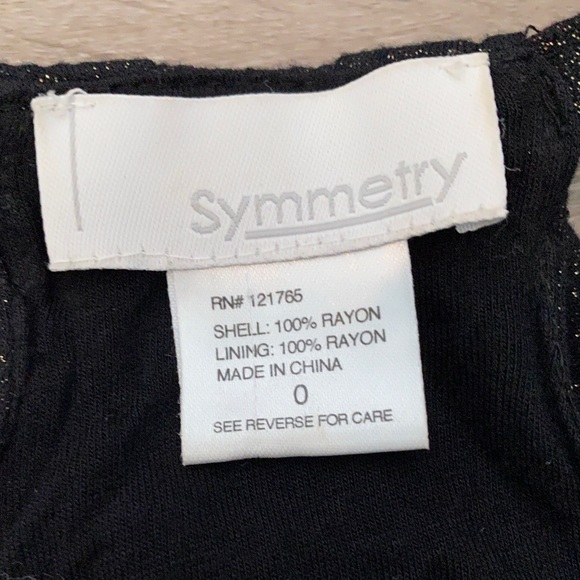 Symmetry
RN# 121765
SHELL: 100% RAYON
LINING: 100% RAYON
MADE IN CHINA
0
SEE REVERSE FOR CARE